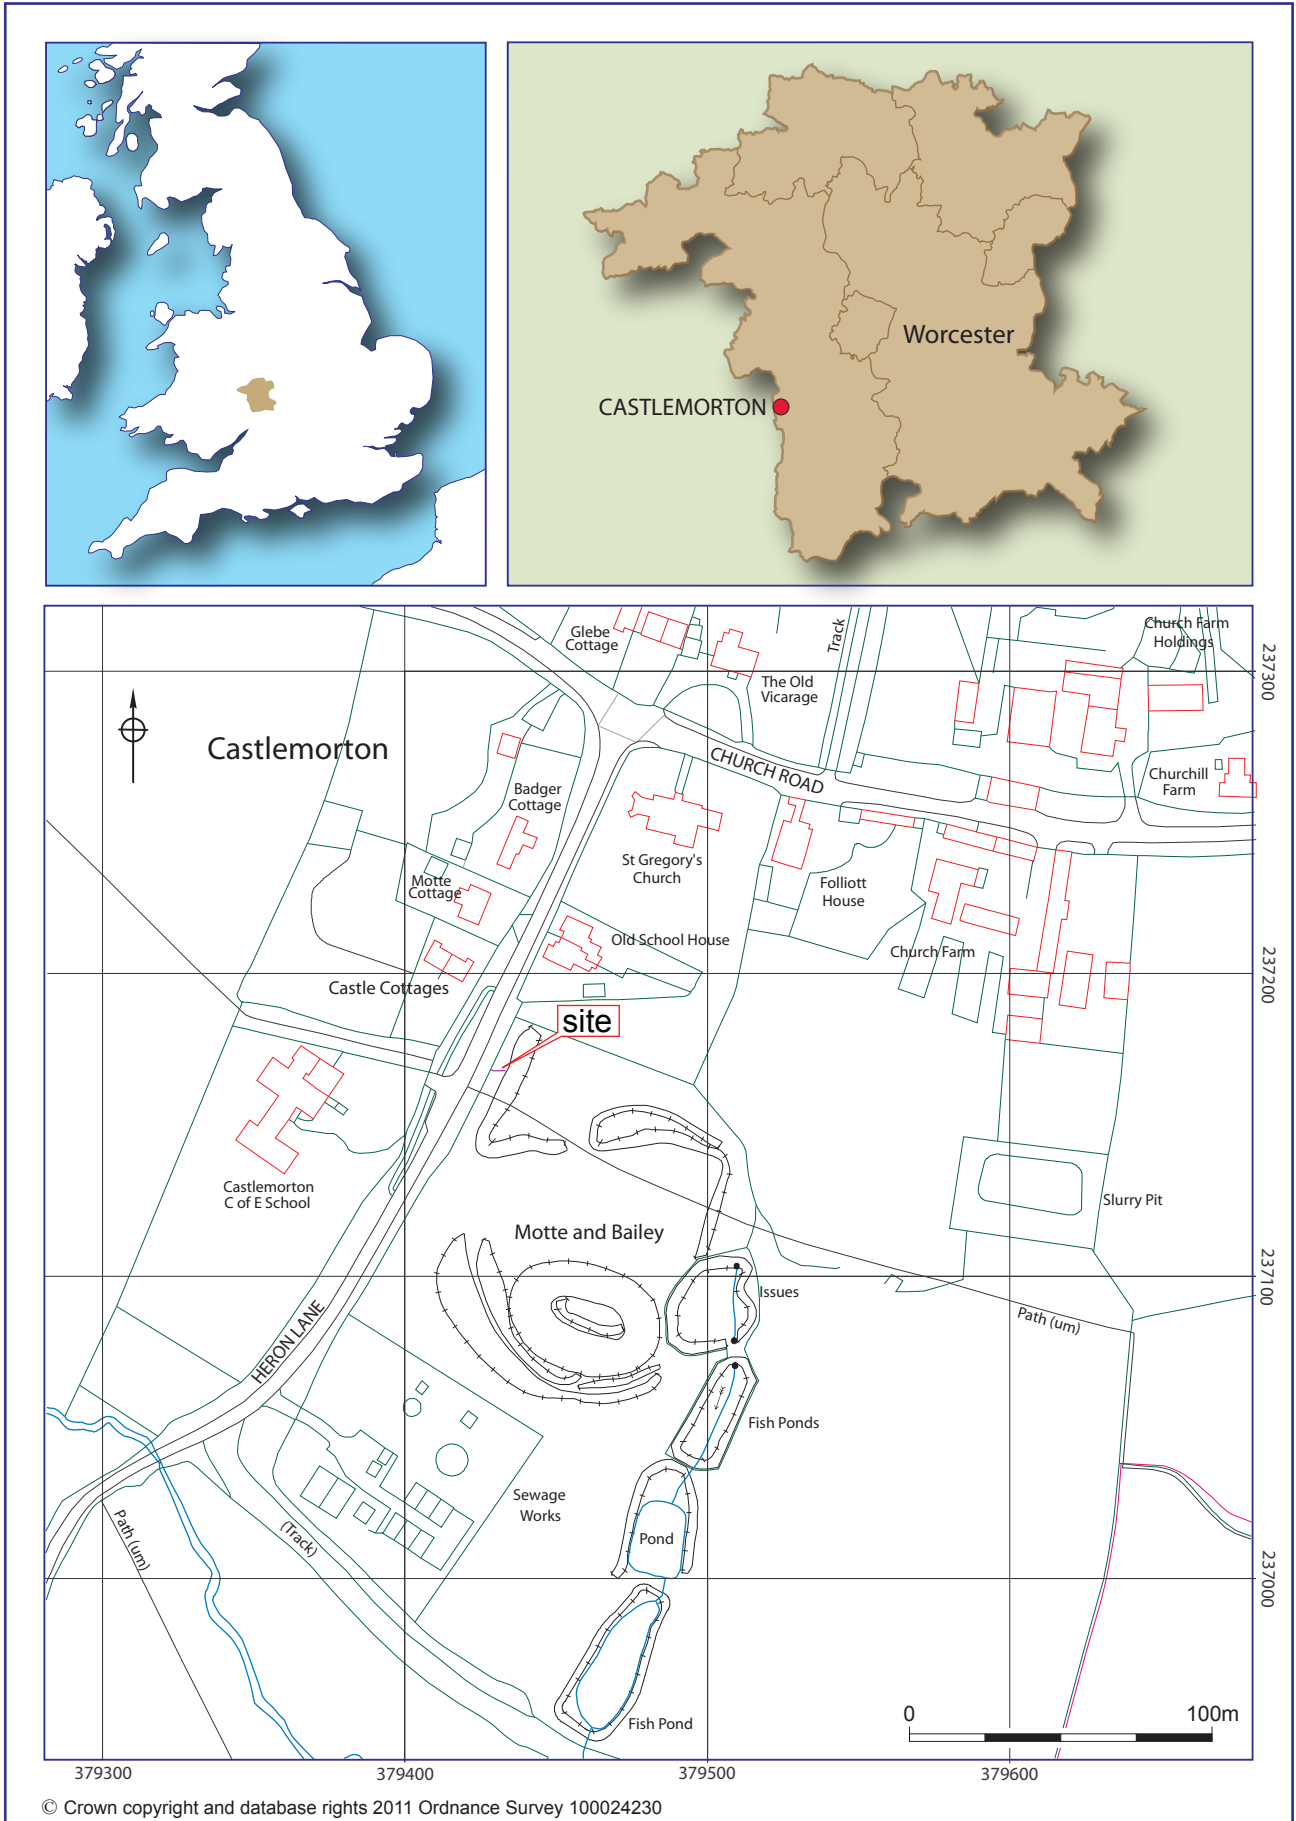 Worcester
CASTLEMORTON
Castlemorton
Glebe
Cottage
The Old
Vicarage
Track
Church Farm
Holdings
237300
CHURCH ROAD
Churchill
Farm
Badger
Cottage
St Gregory's
Church
Folliott
House
Motte
Cottage
Old School House
Church Farm
Castle Cottages
237200
site
Castlemorton
C of E School
Slurry Pit
Motte and Bailey
Issues
237100
Path (um)
HERON LANE
Fish Ponds
Sewage
Works
Path (um)
(Track)
Pond
237000
Fish Pond
0
100m
379300
379400
379500
379600
© Crown copyright and database rights 2011 Ordnance Survey 100024230